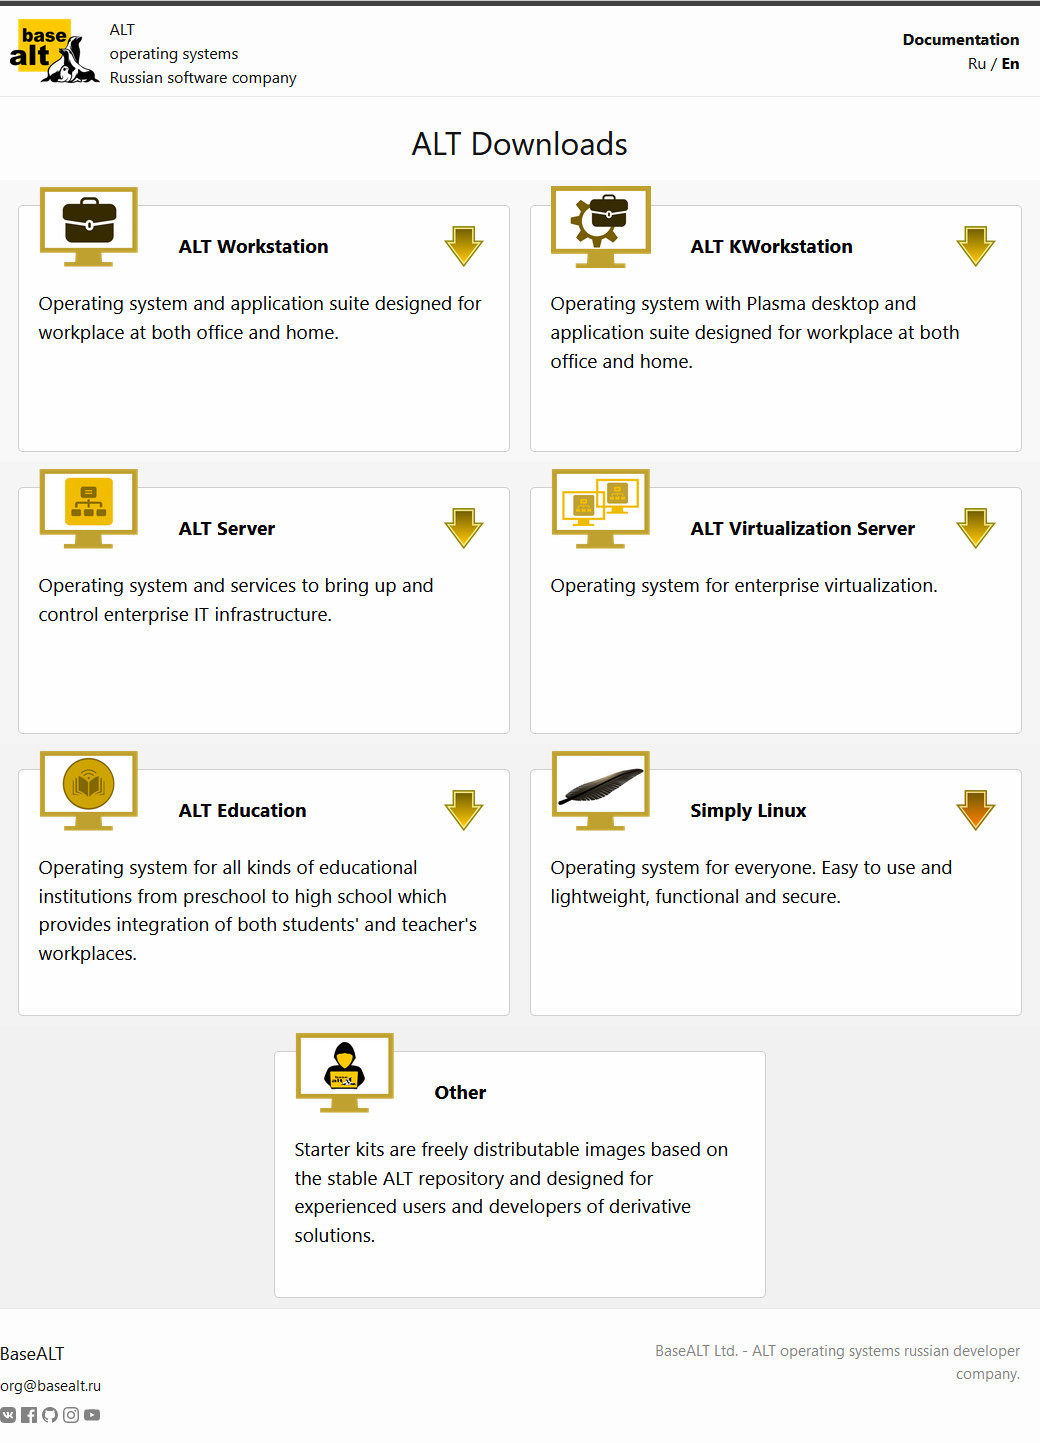 base
alt
ALT
operating systems
Russian software company
Documentation
Ru / En
ALT Downloads
ALT Workstation
Operating system and application suite designed for
workplace at both office and home.
ALT KWorkstation
Operating system with Plasma desktop and
application suite designed for workplace at both
office and home.
ALT Server
Operating system and services to bring up and
control enterprise IT infrastructure.
ALT Virtualization Server
Operating system for enterprise virtualization.
ALT Education
Operating system for all kinds of educational
institutions from preschool to high school which
provides integration of both students' and teacher's
workplaces.
Simply Linux
Operating system for everyone. Easy to use and
lightweight, functional and secure.
base
alt
Other
Starter kits are freely distributable images based on
the stable ALT repository and designed for
experienced users and developers of derivative
solutions.
BaseALT
org@basealt.ru
BaseALT Ltd. - ALT operating systems russian developer
company.